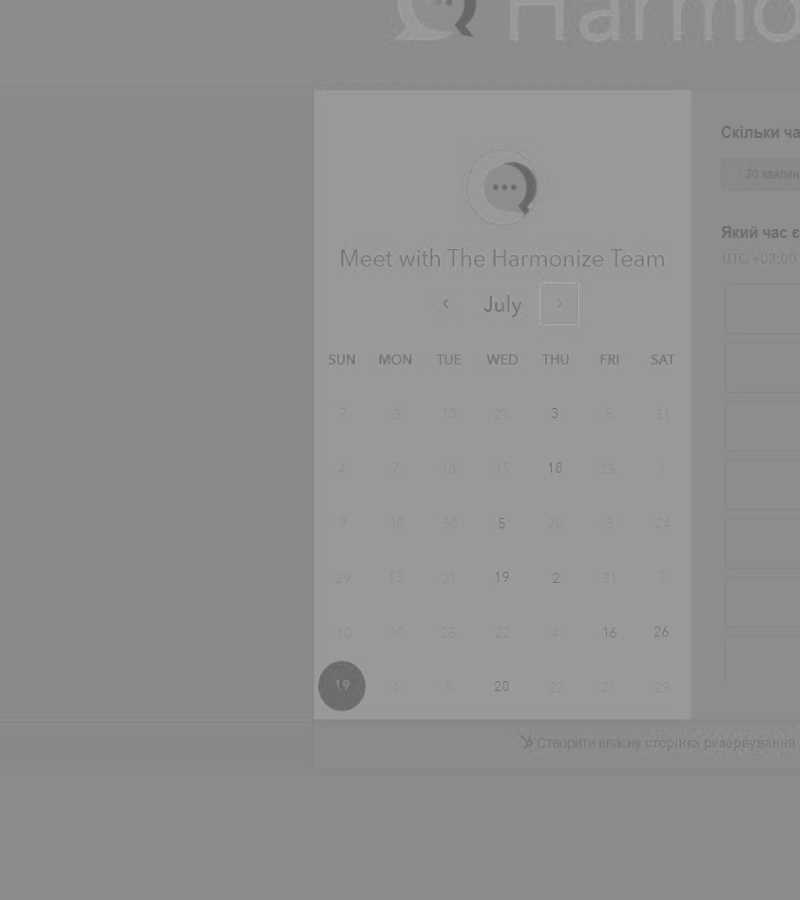 Harmo
Meet with The Harmonize Team
July
SUN MON TUE WED THU FRI SAT
7 3 13 27 3 8 31
4 7 18 15 18 25 1
9 30 30 5 20 3 24
29 13 21 19 2 31 7
10 30 25 22 4 16 26
19 4 8 20 22 21 29
Скільки ча
30 хвилин
Який час є
UTC +03:00
Створити власну сторінка резервування